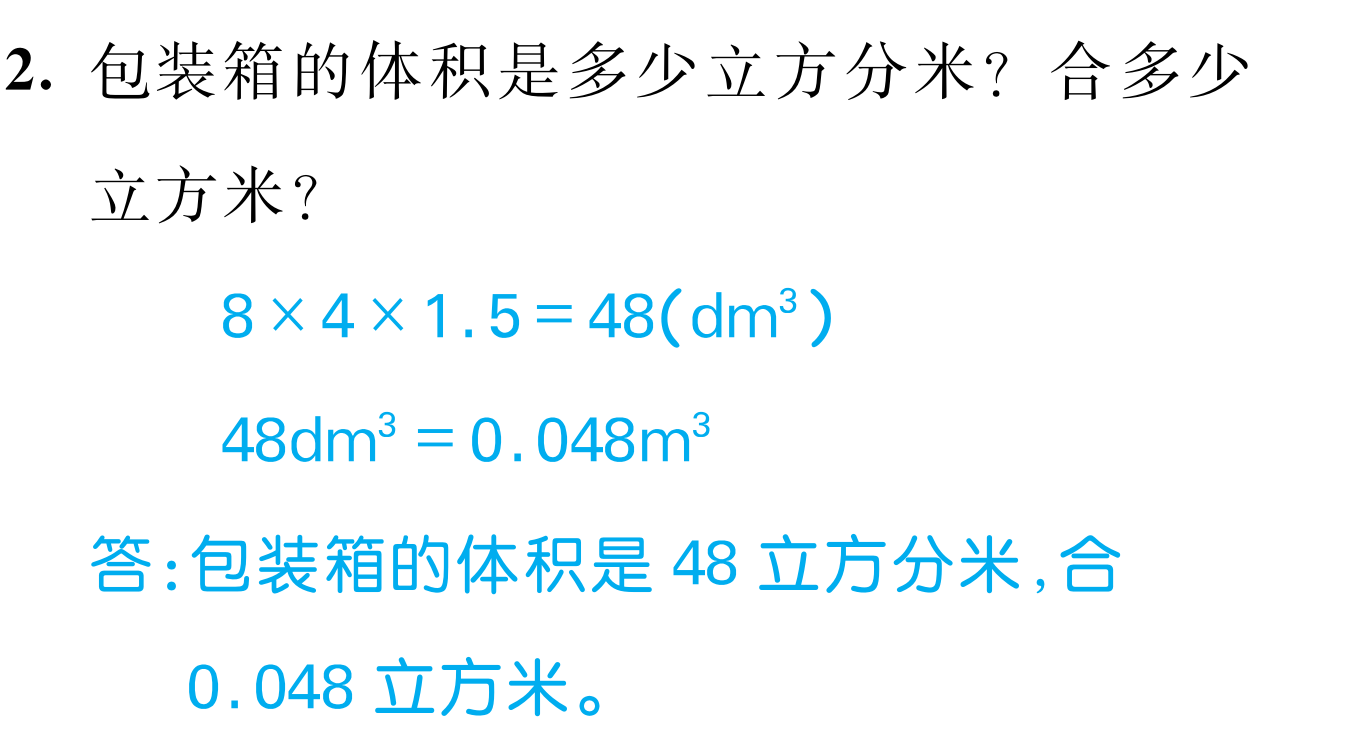 2. 包装箱的体积是多少立方分米？合多少
立方米？
8×4×1.5=48(dm³)
48dm³=0.048m³
答:包装箱的体积是 48 立方分米,合
0.048 立方米。